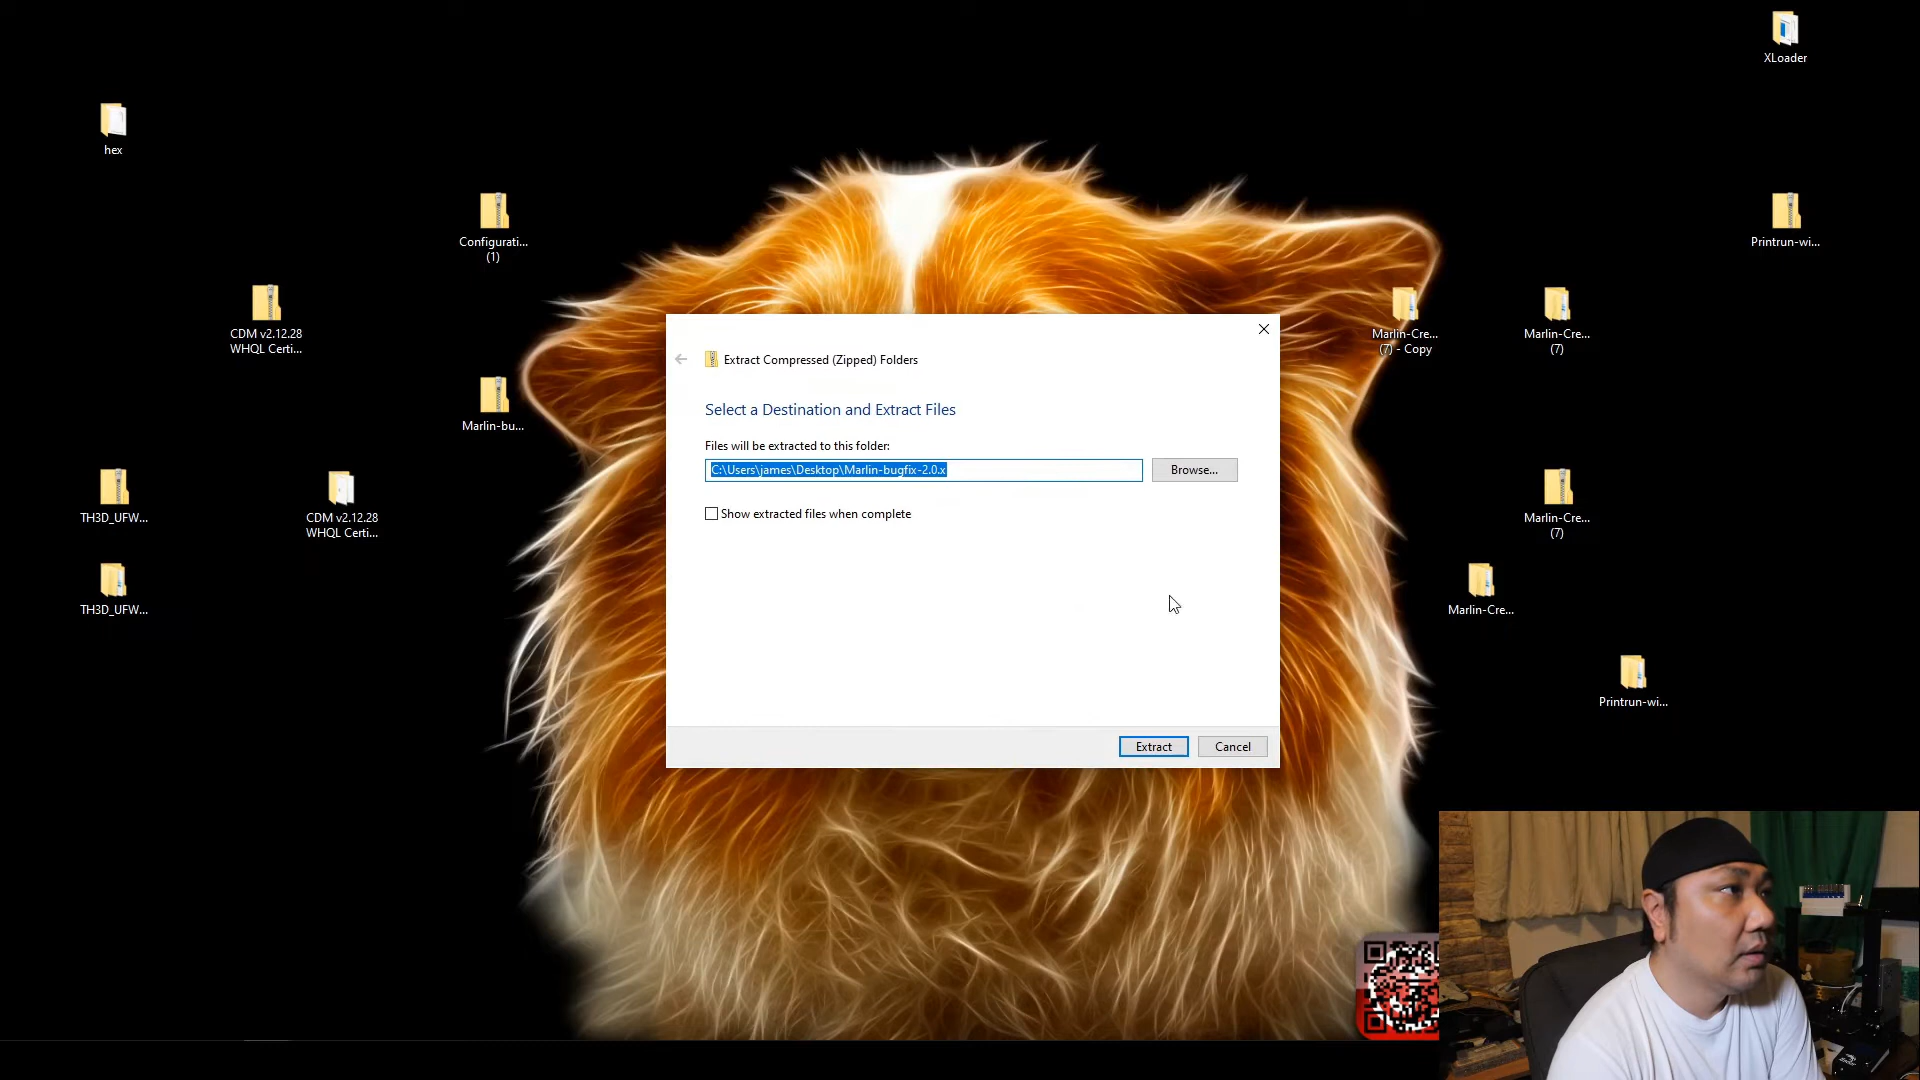 XLoader
hex
Configurati...
(1)
Printrun-wi...
CDM v2.12.28
WHQL Certi...
Marlin-Cre...
(7) - Copy
Marlin-Cre...
(7)
Extract Compressed (Zipped) Folders
Select a Destination and Extract Files
Files will be extracted to this folder:
C:\Users\james\Desktop\Marlin-bugfix-2.0.x
Browse...
Show extracted files when complete
Extract
Cancel
Marlin-bu...
TH3D_UFW...
CDM v2.12.28
WHQL Certi...
Marlin-Cre...
(7)
TH3D_UFW...
Marlin-Cre...
Printrun-wi...